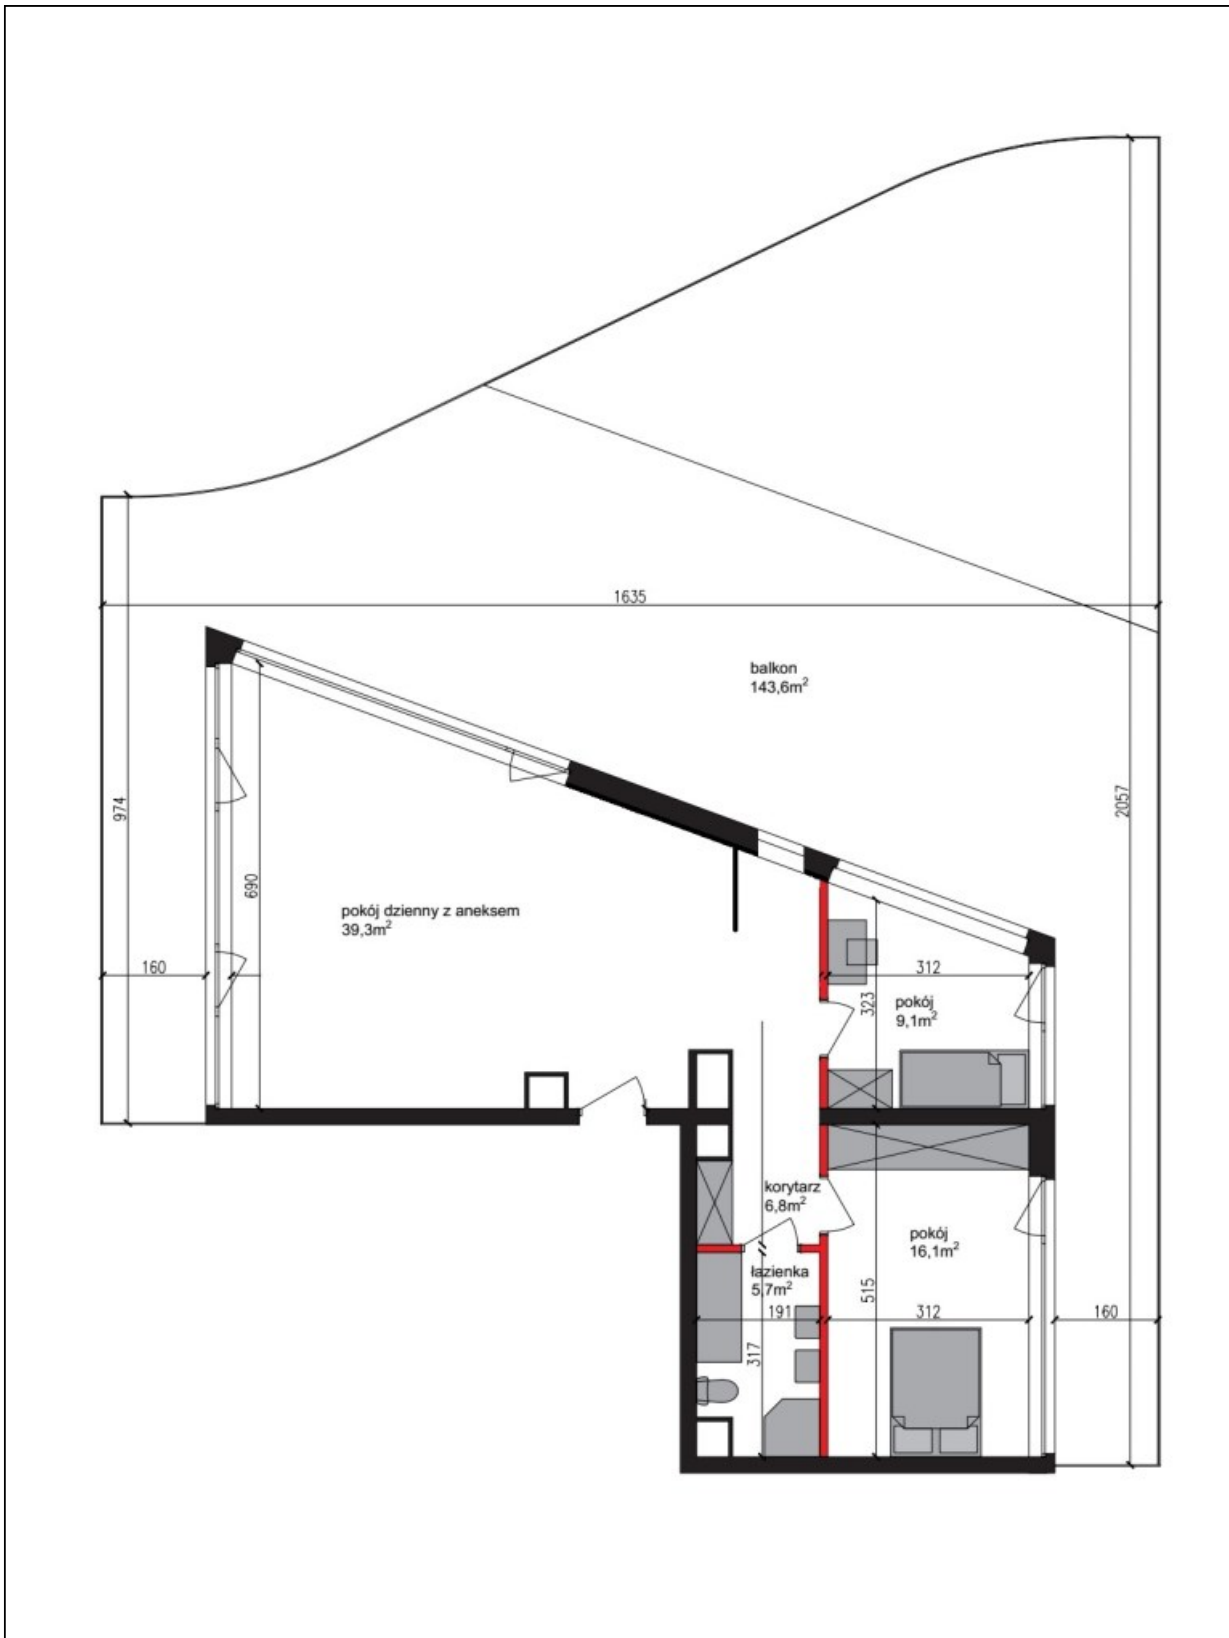 1635
balkon
143,6m²
974
2057
690
pokój dzienny z aneksem
39,3m²
160
312
323
pokój
9,1m²
korytarz
6,8m²
pokój
16,1m²
łazienka
5,7m²
515
191
312
160
317